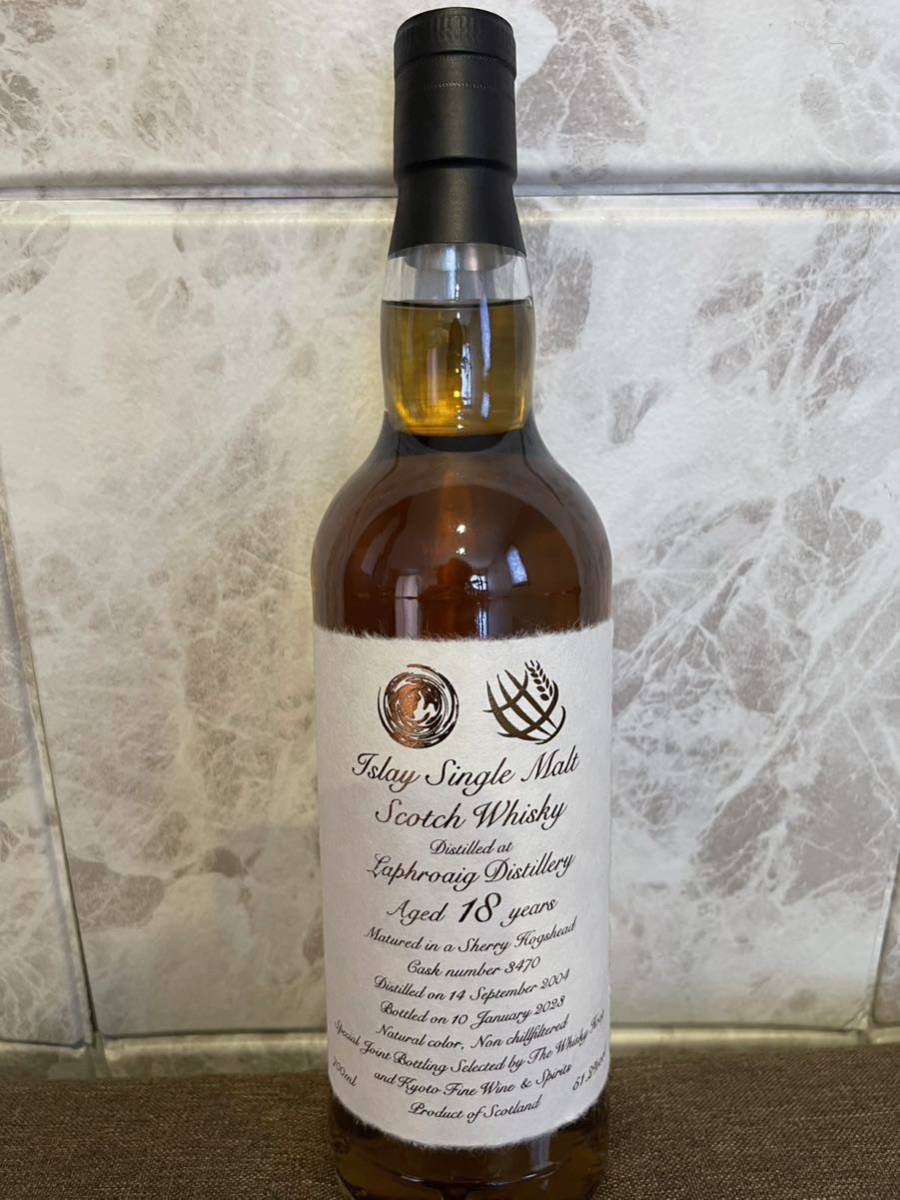 Islay Single Malt
Scotch Whisky
Distilled at
Laphroaig Distillery
Aged 18 years
Matured in a Sherry Hogshead
Cask number 3470
Distilled on 14 September 2004
Bottled on 10 January 2023
Natural color, Non chillfiltered
Special Joint Bottling Selected by The Whisky
and Kyoto Fine Wine & Spirits
700ml
Product of Scotland